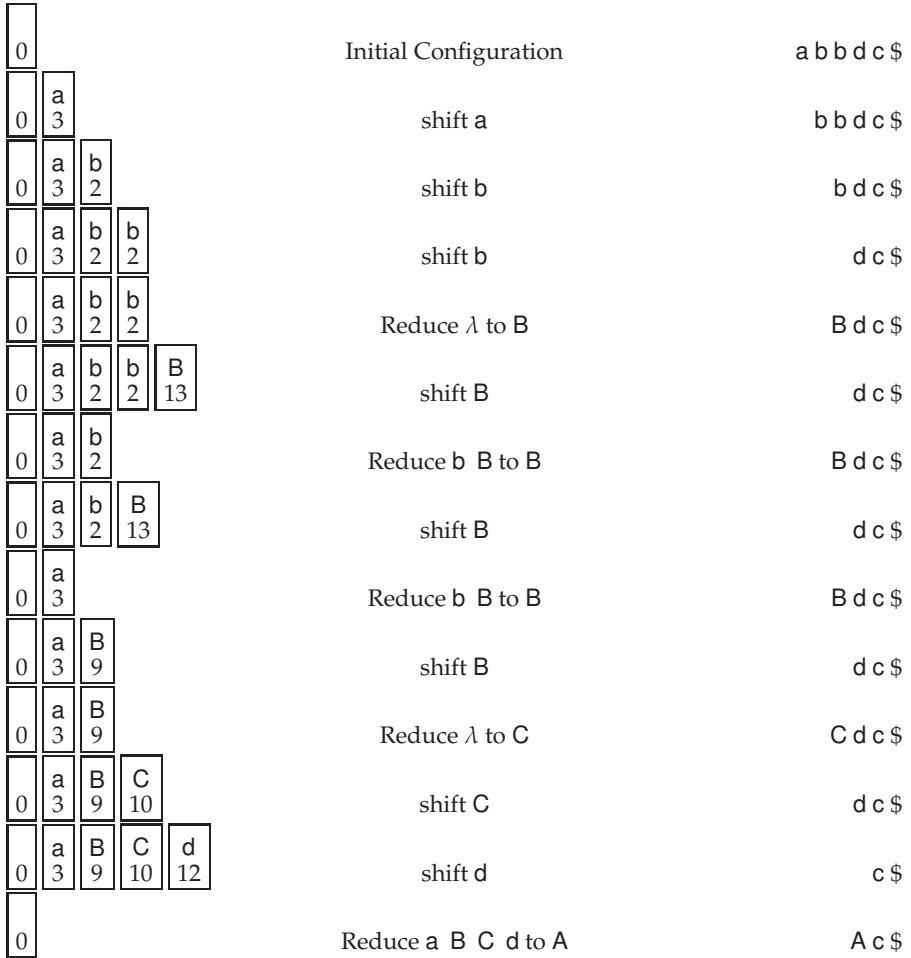 0 Initial Configuration a b b d c $
a
0 3 shift a b b d c $
a b
0 3 2 shift b b d c $
a b b
0 3 2 2 shift b d c $
a b b
0 3 2 2 Reduce λ to B B d c $
a b b B
0 3 2 2 13 shift B d c $
a b
0 3 2 Reduce b B to B B d c $
a b B
0 3 2 13 shift B d c $
a
0 3 Reduce b B to B B d c $
a B
0 3 9 shift B d c $
a B
0 3 9 Reduce λ to C C d c $
a B C
0 3 9 10 shift C d c $
a B C d
0 3 9 10 12 shift d c $
0 Reduce a B C d to A A c $